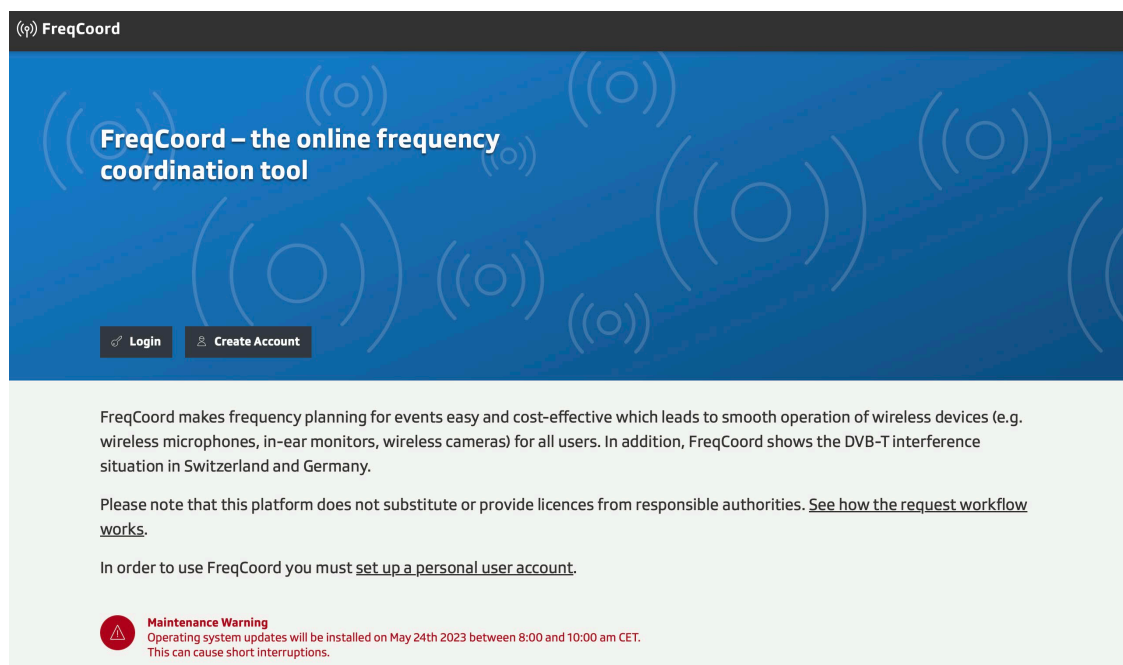 FreqCoord
FreqCoord – the online frequency
coordination tool
Login
Create Account
FreqCoord makes frequency planning for events easy and cost-effective which leads to smooth operation of wireless devices (e.g.
wireless microphones, in-ear monitors, wireless cameras) for all users. In addition, FreqCoord shows the DVB-T interference
situation in Switzerland and Germany.
Please note that this platform does not substitute or provide licences from responsible authorities. See how the request workflow
works.
In order to use FreqCoord you must set up a personal user account.
Maintenance Warning
Operating system updates will be installed on May 24th 2023 between 8:00 and 10:00 am CET.
This can cause short interruptions.